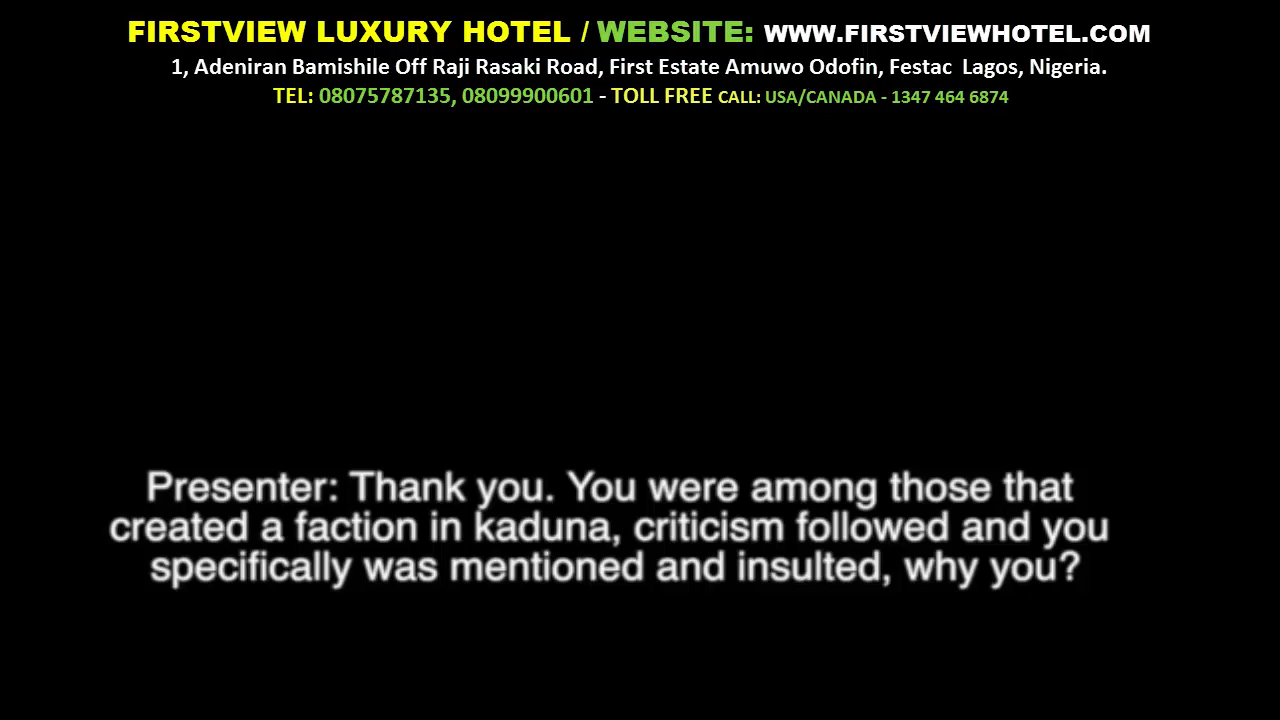 FIRSTVIEW LUXURY HOTEL / WEBSITE: WWW.FIRSTVIEWHOTEL.COM
1, Adeniran Bamishile Off Raji Rasaki Road, First Estate Amuwo Odofin, Festac Lagos, Nigeria.
TEL: 08075787135, 08099900601 - TOLL FREE CALL: USA/CANADA - 1347 464 6874
Presenter: Thank you. You were among those that
created a faction in kaduna, criticism followed and you
specifically was mentioned and insulted, why you?